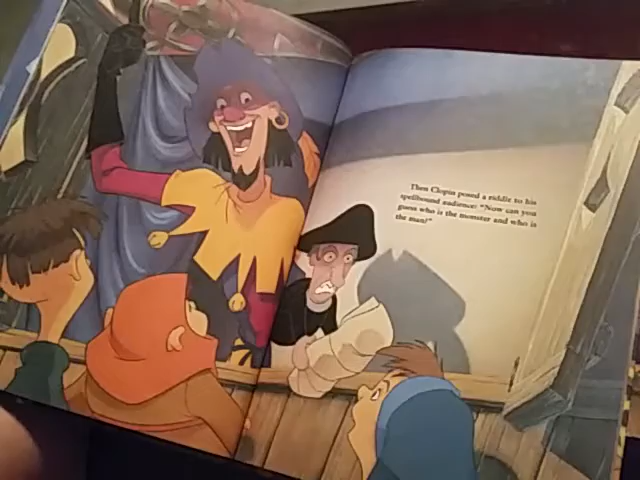 Then Clopin posed a riddle to his
spellbound audience: "Now can you
guess who is the monster and who is
the man?"